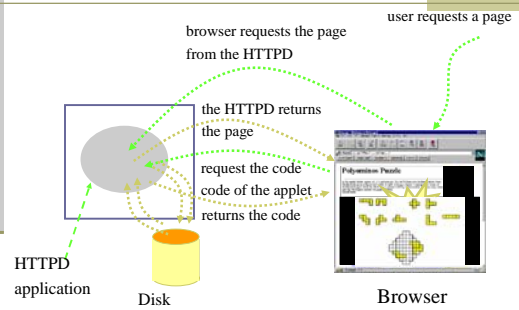 user requests a page
browser requests the page
from the HTTPD
the HTTPD returns
the page
request the code
code of the applet
returns the code
Polyominos Puzzle
HTTPD
application
Disk
Browser